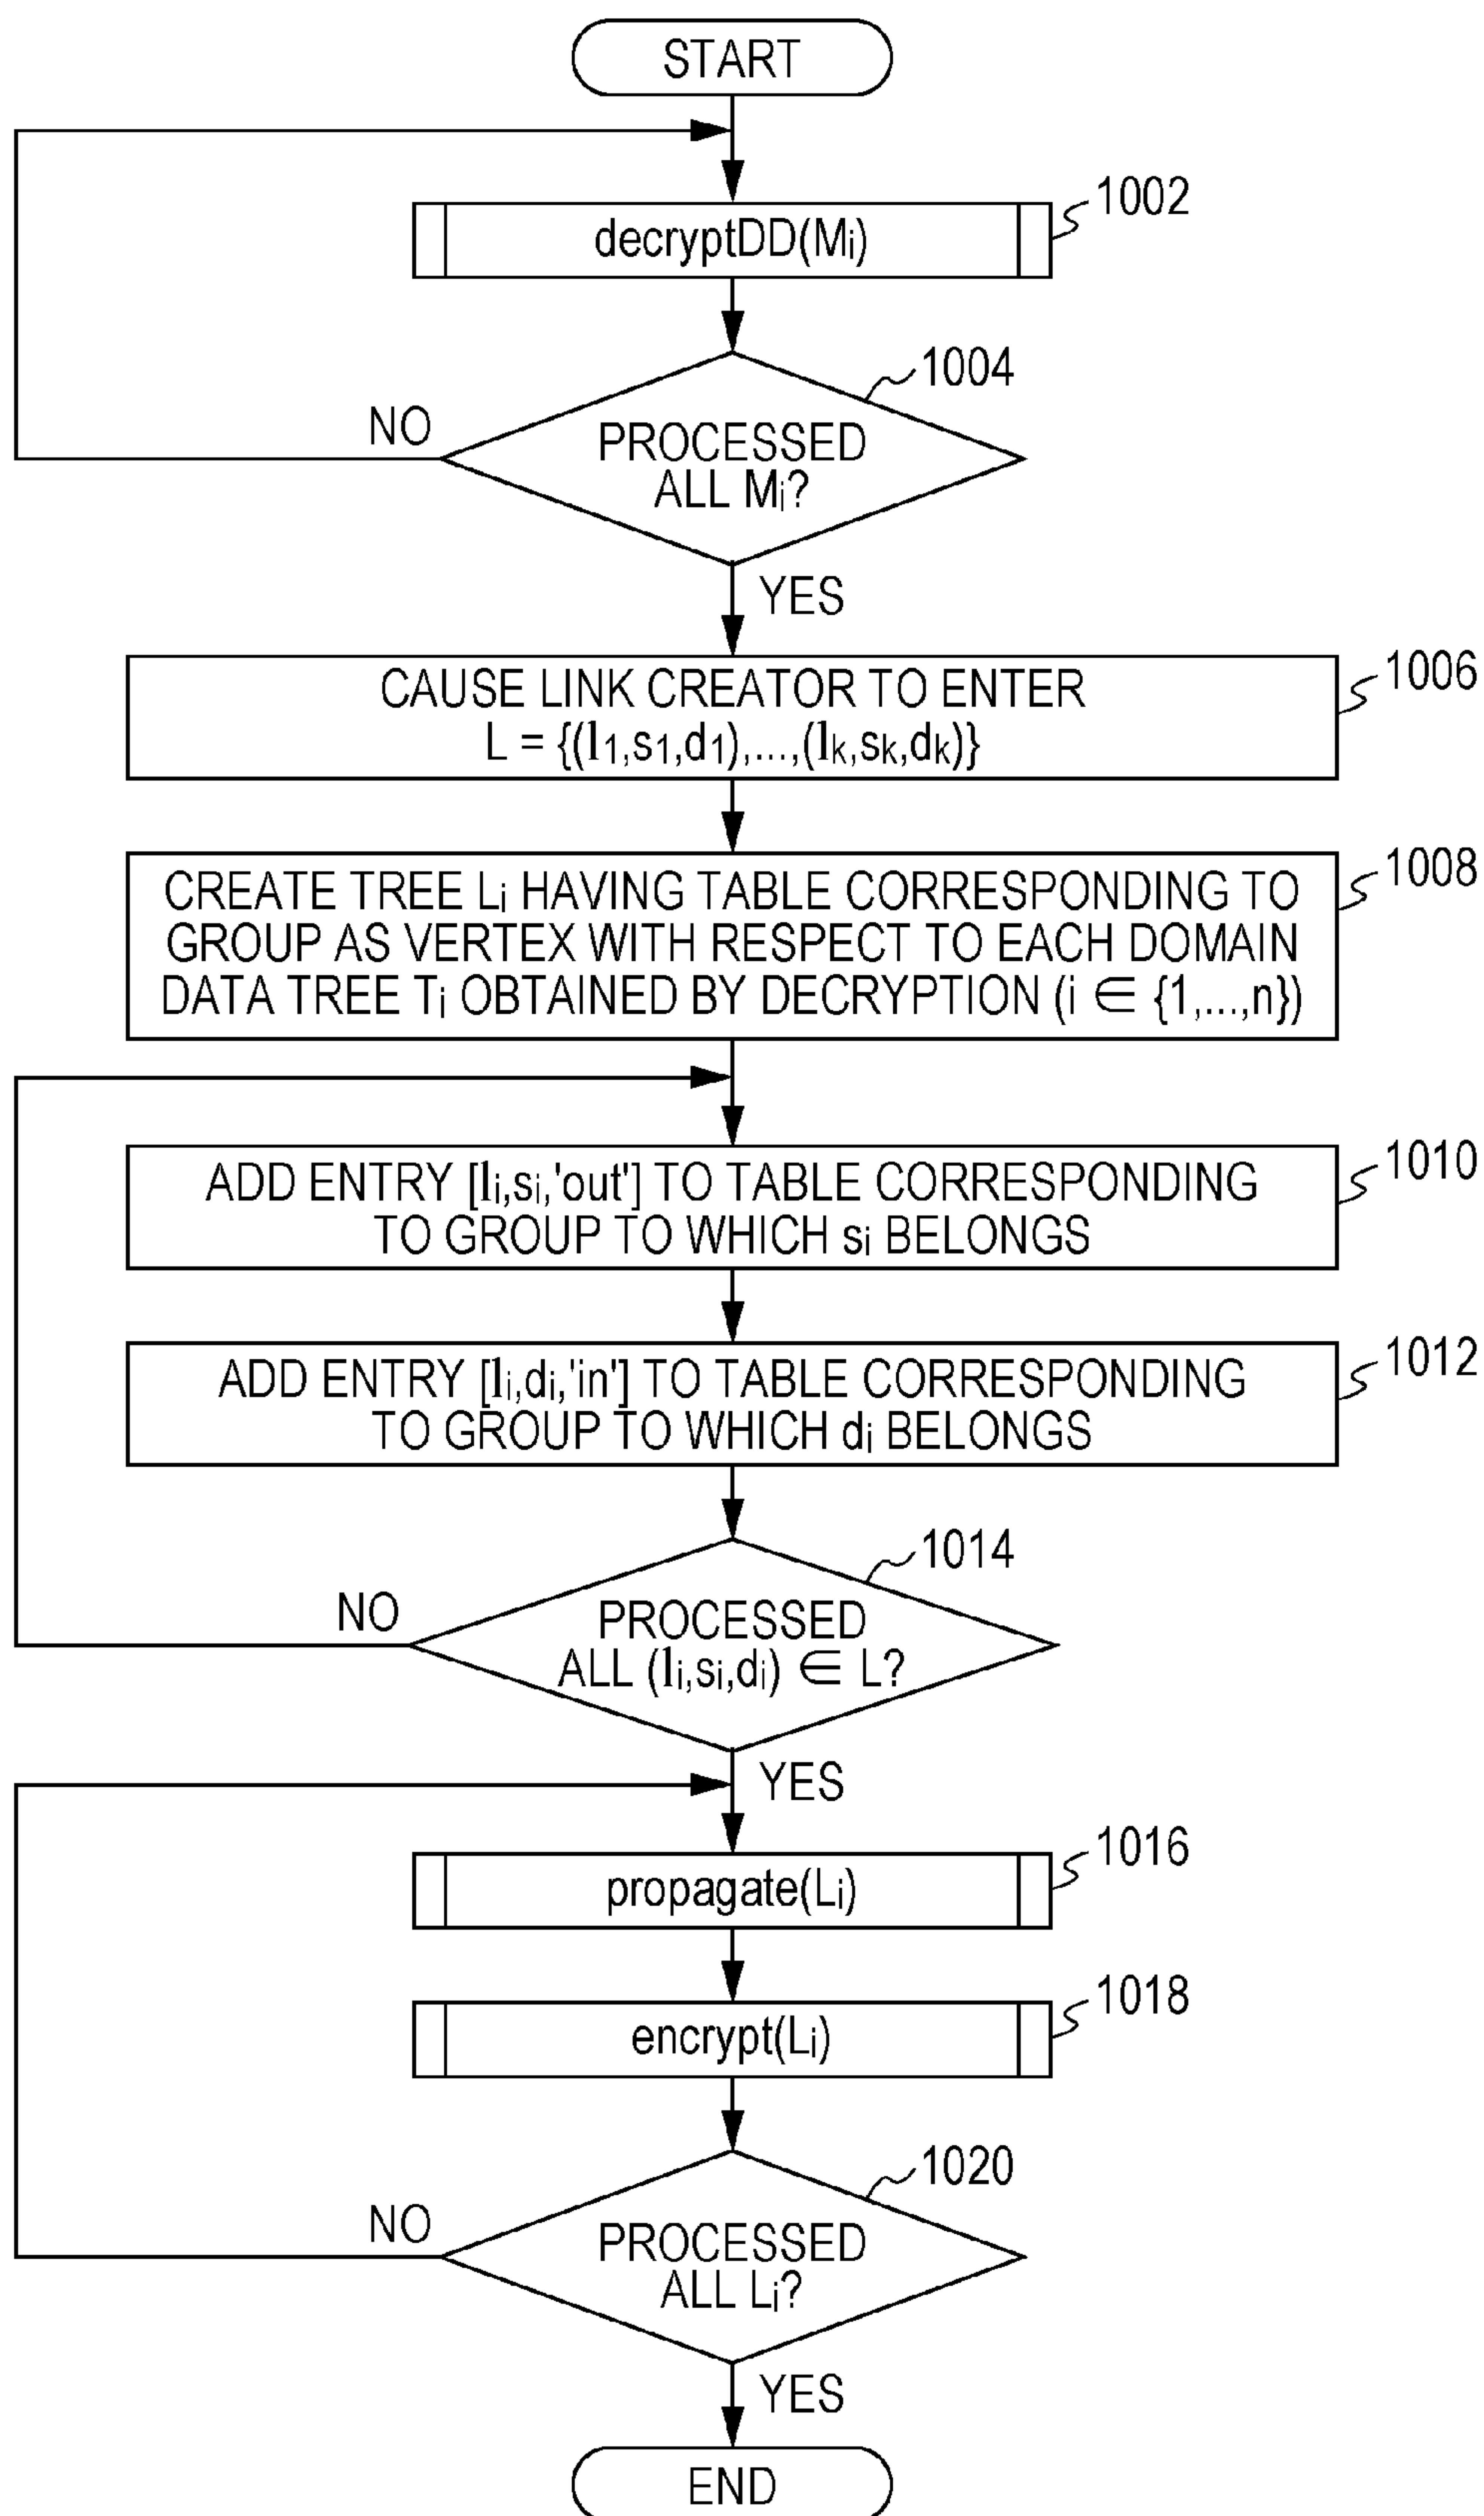 START
decryptDD(Mi)
1002
1004
NO
PROCESSED
ALL Mi?
YES
CAUSE LINK CREATOR TO ENTER
L = {(l1,s1,d1),...,(lk,sk,dk)}
1006
CREATE TREE Li HAVING TABLE CORRESPONDING TO
GROUP AS VERTEX WITH RESPECT TO EACH DOMAIN
DATA TREE Ti OBTAINED BY DECRYPTION (i ∈ {1,...,n})
1008
ADD ENTRY [li,si,'out'] TO TABLE CORRESPONDING
TO GROUP TO WHICH si BELONGS
1010
ADD ENTRY [li,di,'in'] TO TABLE CORRESPONDING
TO GROUP TO WHICH di BELONGS
1012
1014
NO
PROCESSED
ALL (li,si,di) ∈ L?
YES
propagate(Li)
1016
encrypt(Li)
1018
1020
NO
PROCESSED
ALL Li?
YES
END